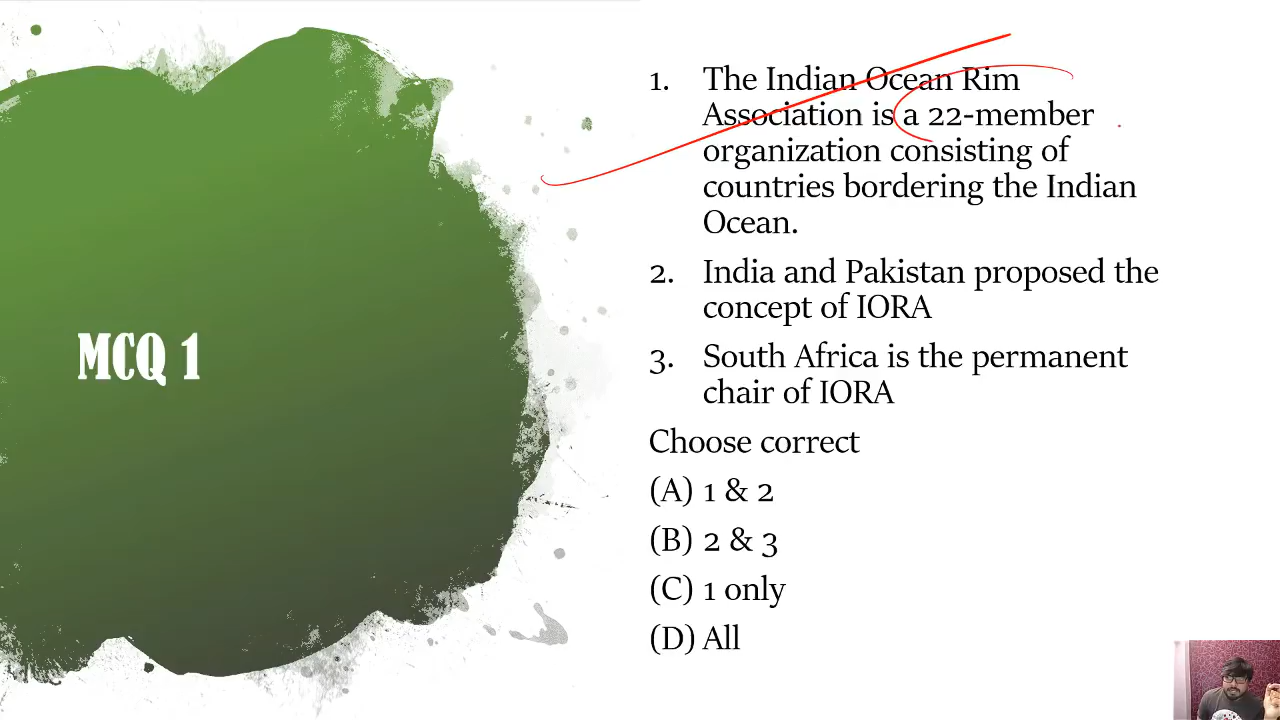 MCQ 1
1. The Indian Ocean Rim
Association is a 22-member
organization consisting of
countries bordering the Indian
Ocean.
2. India and Pakistan proposed the
concept of IORA
3. South Africa is the permanent
chair of IORA
Choose correct
(A) 1 & 2
(B) 2 & 3
(C) 1 only
(D) All